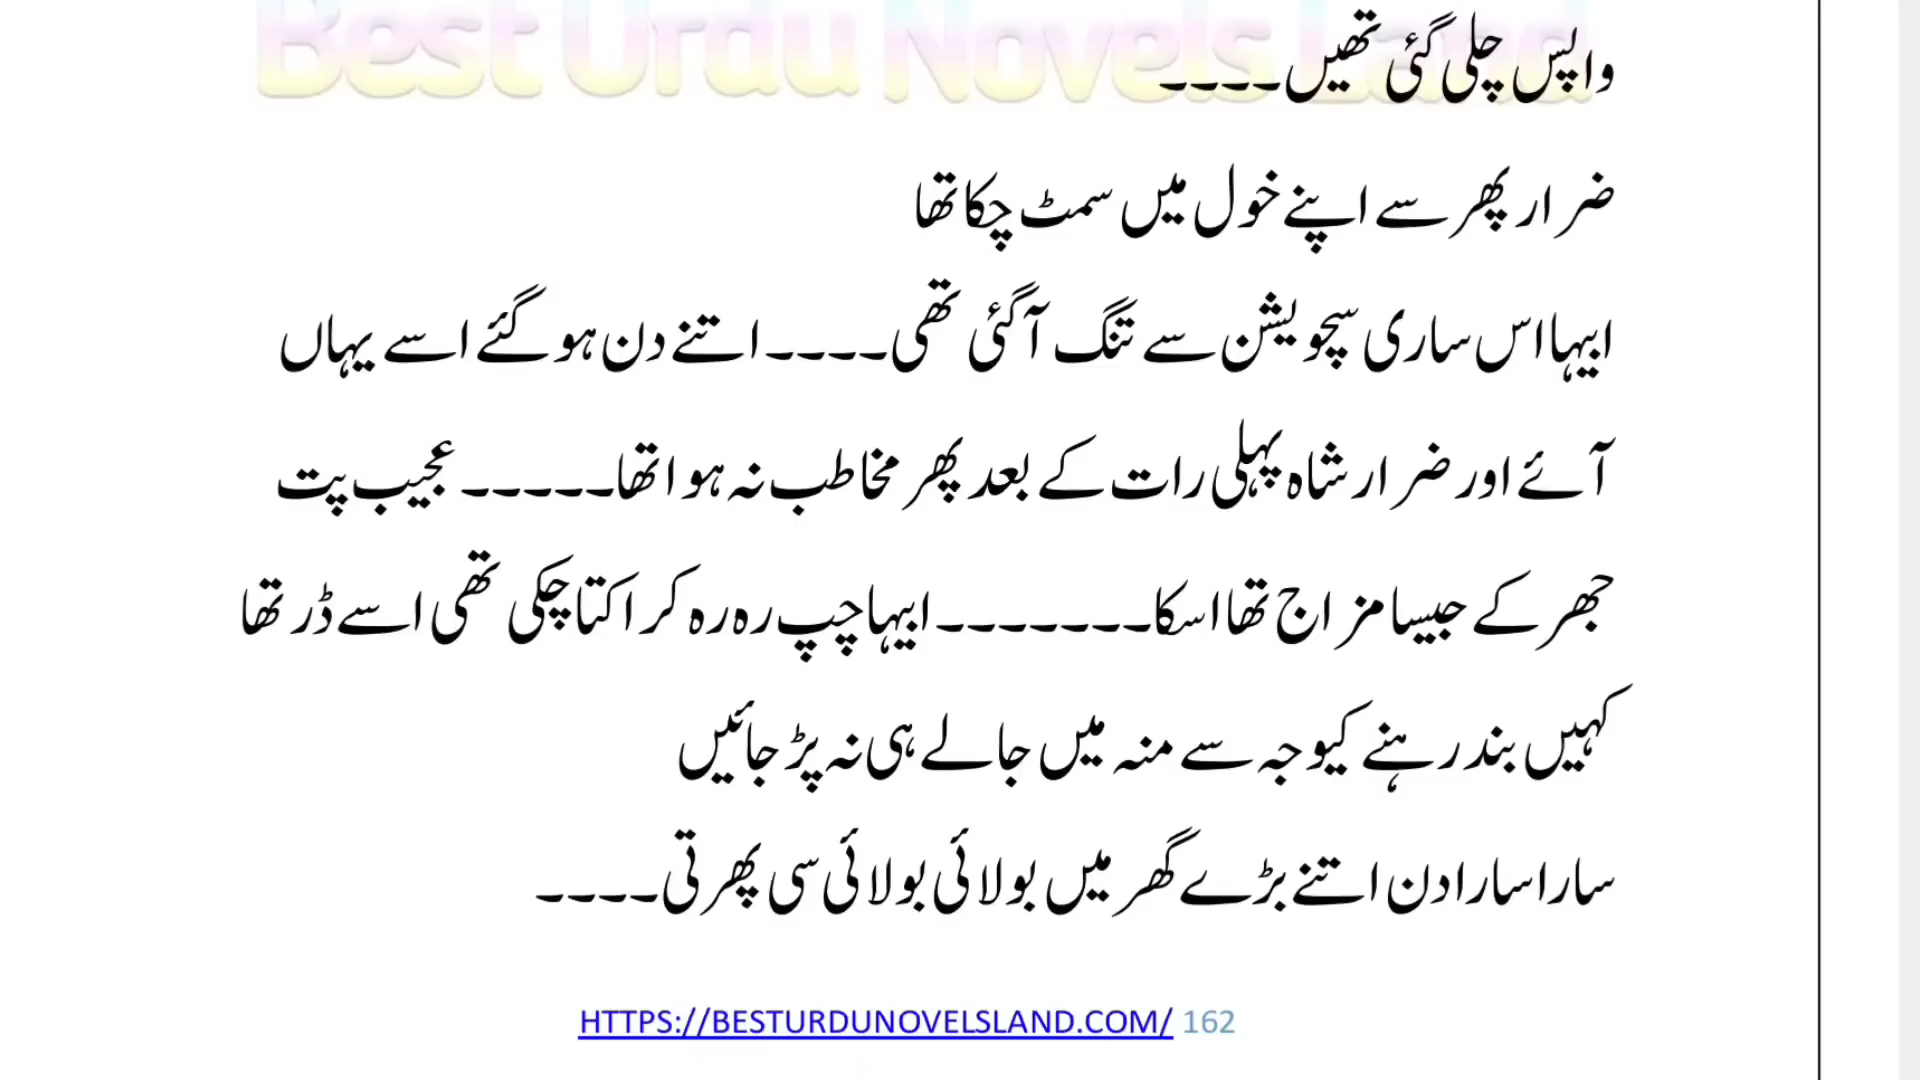 Best Urdu Novels Land
واپس چلی گئی تھیں۔۔۔۔
ضرار پھر سے اپنے خول میں سمٹ چکا تھا
ابیہا اس ساری سچویشن سے تنگ آ گئی تھی۔۔۔۔ اتنے دن ہو گئے اسے یہاں
آئے اور ضرار شاہ پہلی رات کے بعد پھر مخاطب نہ ہوا تھا۔۔۔۔۔ عجیب پت
جھر کے جیسا مزاج تھا اسکا۔۔۔۔۔۔۔ ابیہا چپ رہ رہ کر اکتا چکی تھی اسے ڈر تھا
کہیں بند رہنے کیوجہ سے منہ میں جالے ہی نہ پڑ جائیں
سارا سارا دن اتنے بڑے گھر میں بولائی بولائی سی پھرتی۔۔۔۔
HTTPS://BESTURDUNOVELSLAND.COM/ 162